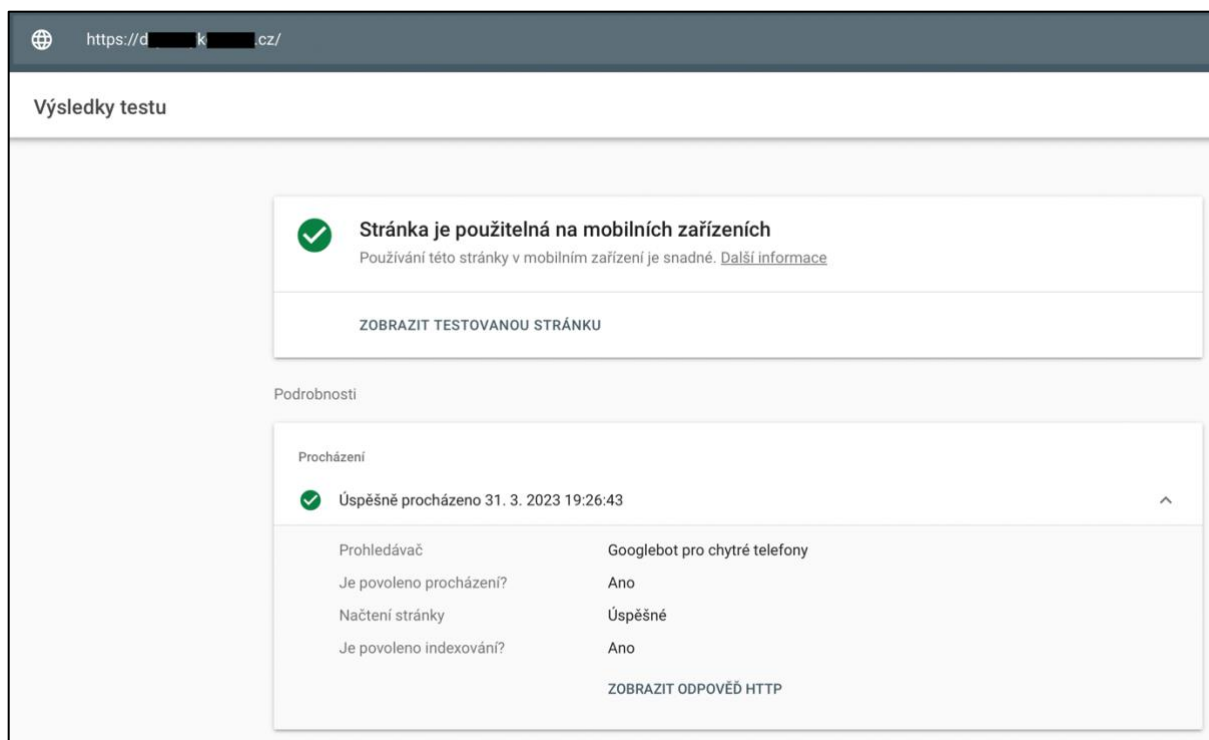 https://d k .cz/
Výsledky testu
Stránka je použitelná na mobilních zařízeních
Používání této stránky v mobilním zařízení je snadné. Další informace
ZOBRAZIT TESTOVANOU STRÁNKU
Podrobnosti
Procházení
Úspěšně procházeno 31. 3. 2023 19:26:43
Prohledávač Googlebot pro chytré telefony
Je povoleno procházení? Ano
Načtení stránky Úspěšné
Je povoleno indexování? Ano
ZOBRAZIT ODPOVĚĎ HTTP